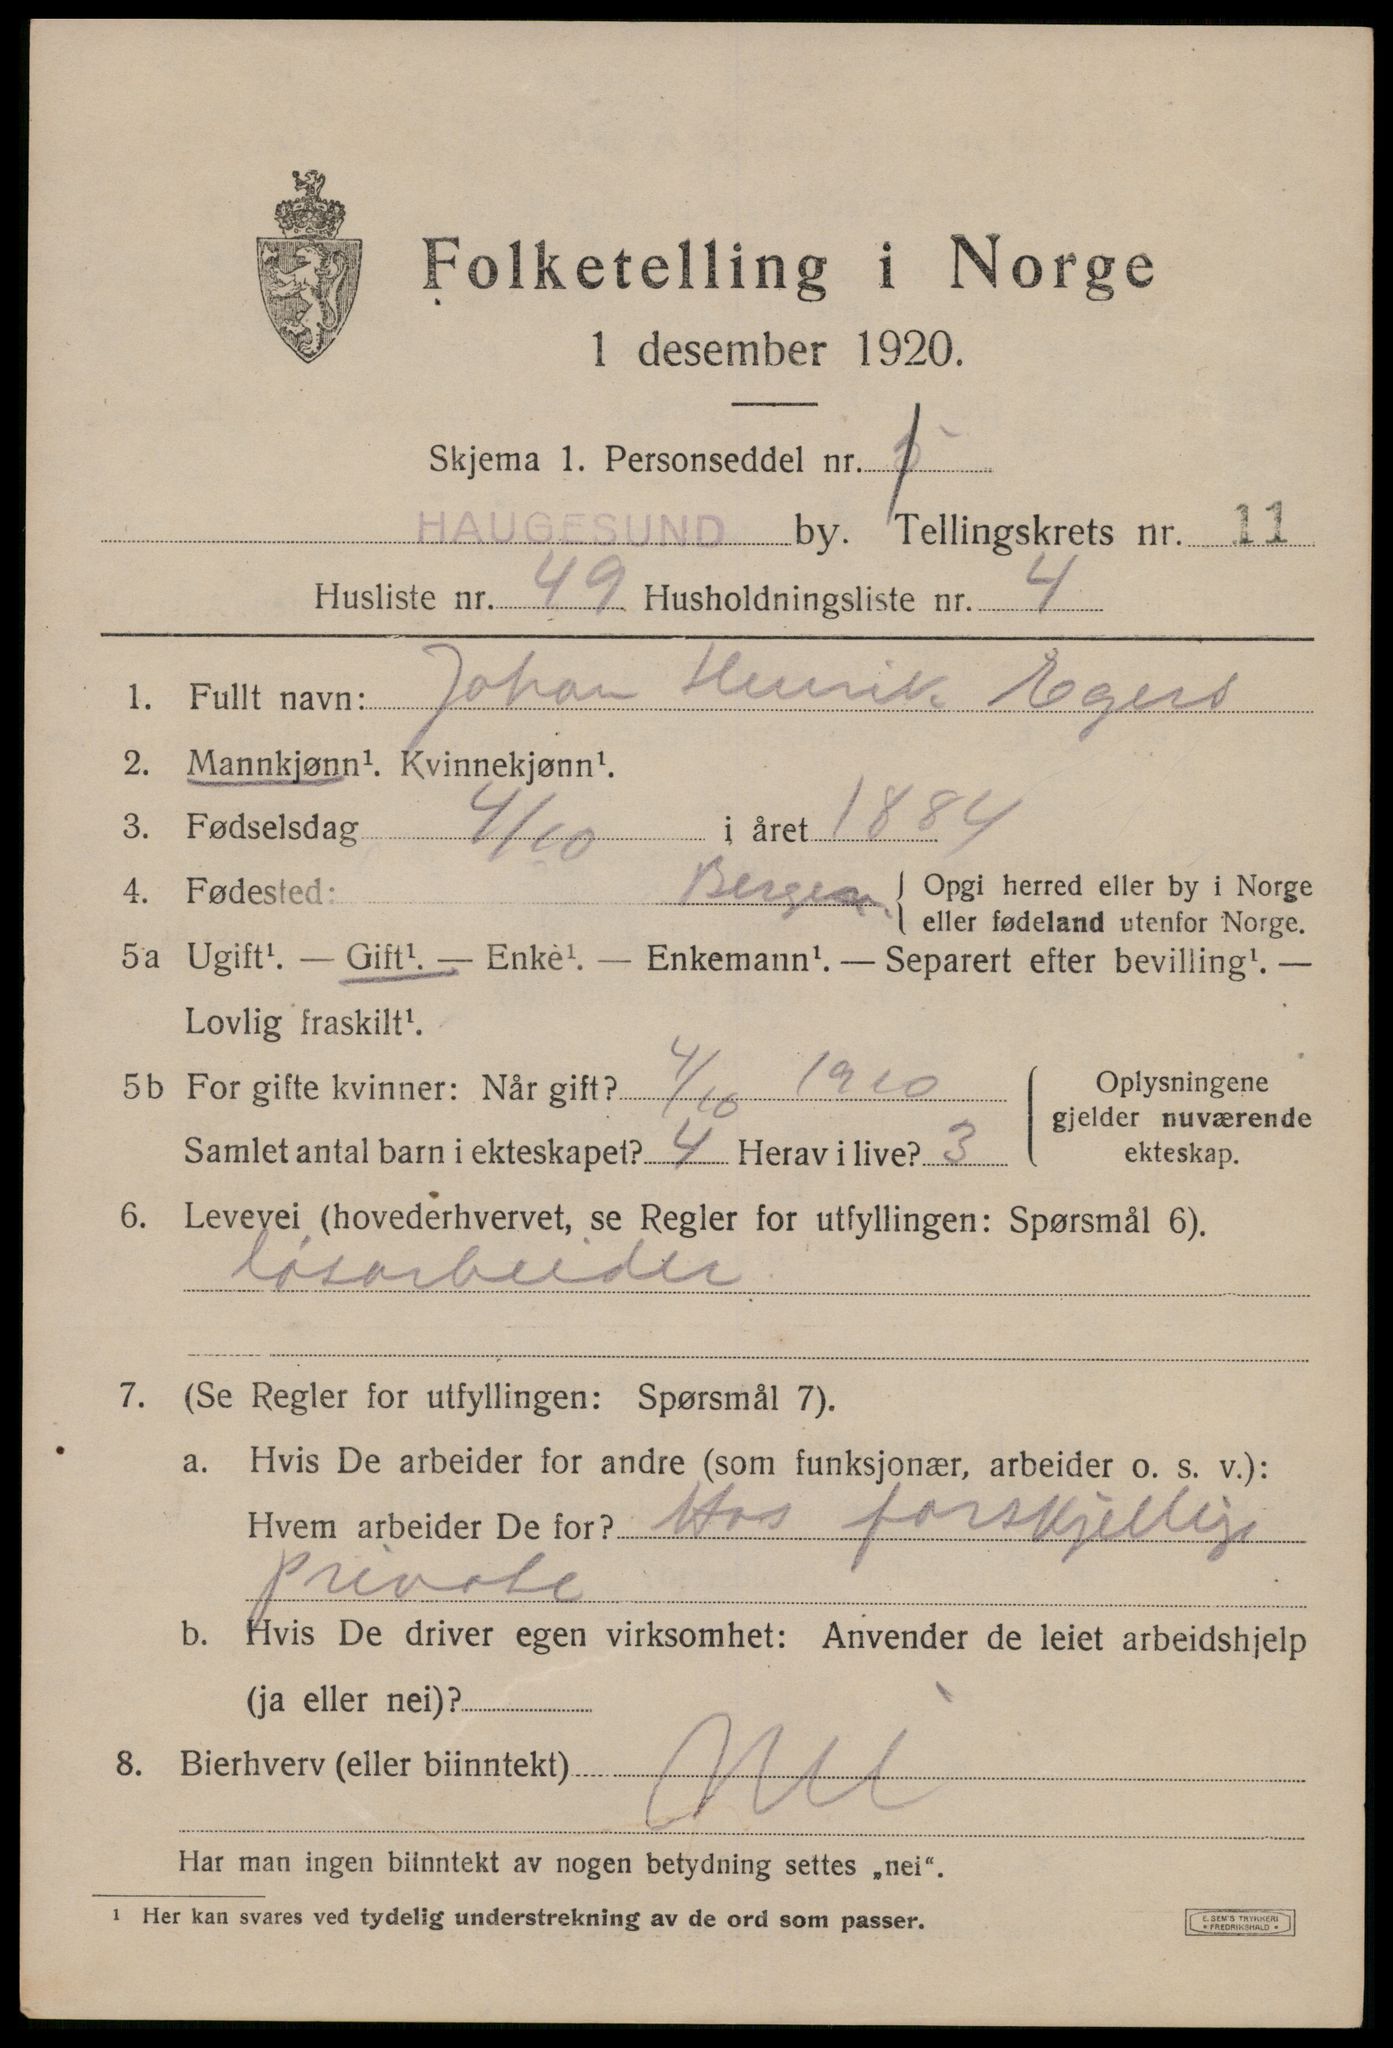 Folketelling i Norge
1 desember 1920.
Skjema 1. Personseddel nr. 1
HAUGESUND by. Tellingskrets nr. 11
Husliste nr. 49 Husholdningsliste nr. 4
1. Fullt navn: Johan Henrik Egers
2. Mannkjønn¹. Kvinnekjønn¹.
3. Fødselsdag 4/10 i året 1884
4. Fødested: Bergen { Opgi herred eller by i Norge
eller fødeland utenfor Norge.
5a Ugift¹. — Gift¹. — Enke¹. — Enkemann¹. — Separert efter bevilling¹. —
Lovlig fraskilt¹.
5b For gifte kvinner: Når gift? 4/10 1910
Samlet antal barn i ekteskapet? 4 Herav i live? 3
{ Oplysningene
gjelder nuværende
ekteskap.
6. Levevei (hovederhvervet, se Regler for utfyllingen: Spørsmål 6).
løsarbeider
7. (Se Regler for utfyllingen: Spørsmål 7).
a. Hvis De arbeider for andre (som funksjonær, arbeider o. s. v.):
Hvem arbeider De for? Hos forskjellige
private
b. Hvis De driver egen virksomhet: Anvender de leiet arbeidshjelp
(ja eller nei)?
8. Bierhverv (eller biinntekt) Nei
Har man ingen biinntekt av nogen betydning settes „nei".
¹ Her kan svares ved tydelig understrekning av de ord som passer.
E. SEM'S TRYKKERI
• FREDRIKSHALD •